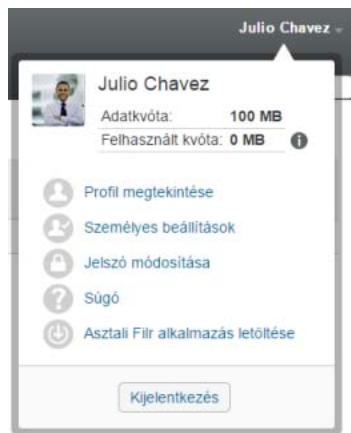 Julio Chavez
Julio Chavez
Adatkvóta: 100 MB
Felhasznált kvóta: 0 MB
Profil megtekintése
Személyes beállítások
Jelszó módosítása
Súgó
Asztali Filr alkalmazás letöltése
Kijelentkezés